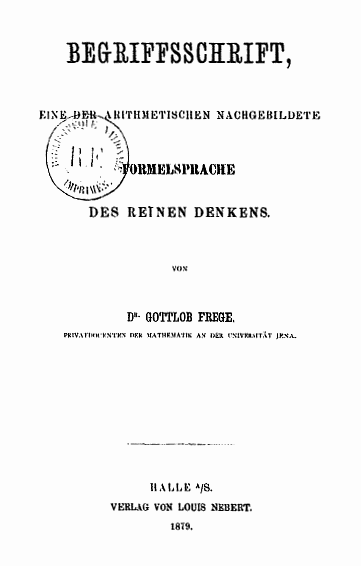 BEGRIFFSSCHRIFT,
EINE DER ARITHMETISCHEN NACHGEBILDETE
BIBLIOTHÈQUE NATIONALE
R.F.
IMPRIMÉS.
FORMELSPRACHE
DES REINEN DENKENS.
VON
DR. GOTTLOB FREGE,
PRIVATDOCENTEN DER MATHEMATIK AN DER UNIVERSITÄT JENA.
HALLE A/S.
VERLAG VON LOUIS NEBERT.
1879.